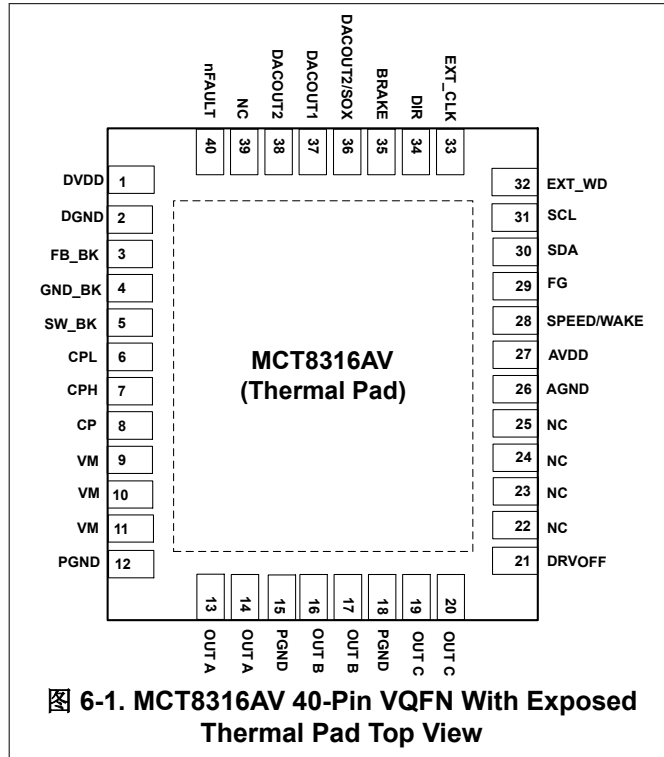 nFAULT
NC
DACOUT2
DACOUT1
DACOUT2/SOX
BRAKE
DIR
EXT_CLK
40
39
38
37
36
35
34
33
DVDD 1
DGND 2
FB_BK 3
GND_BK 4
SW_BK 5
CPL 6
CPH 7
CP 8
VM 9
VM 10
VM 11
PGND 12
MCT8316AV
(Thermal Pad)
32 EXT_WD
31 SCL
30 SDA
29 FG
28 SPEED/WAKE
27 AVDD
26 AGND
25 NC
24 NC
23 NC
22 NC
21 DRVOFF
13
14
15
16
17
18
19
20
OUT A
OUT A
PGND
OUT B
OUT B
PGND
OUT C
OUT C
图 6-1. MCT8316AV 40-Pin VQFN With Exposed
Thermal Pad Top View